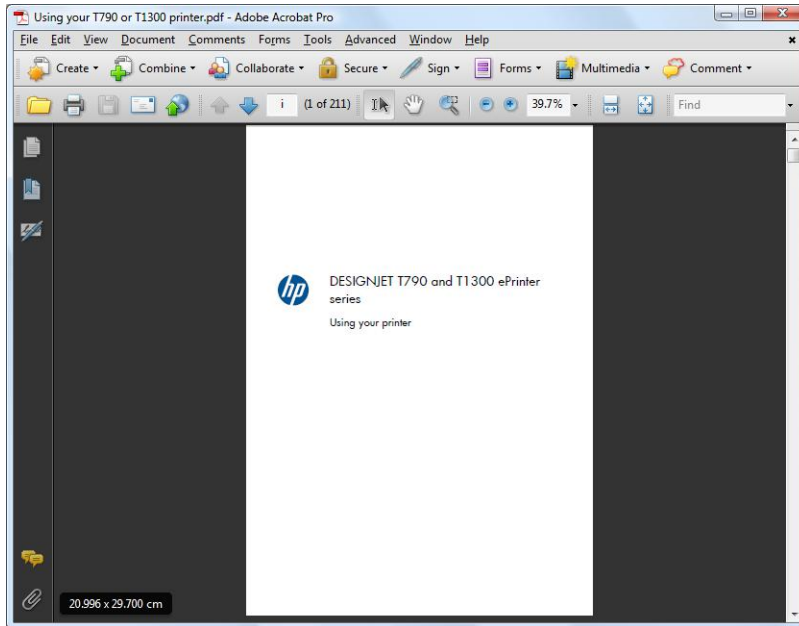 Using your T790 or T1300 printer.pdf - Adobe Acrobat Pro
File Edit View Document Comments Forms Tools Advanced Window Help
Create Combine Collaborate Secure Sign Forms Multimedia Comment
i (1 of 211) 39.7% Find
hp
DESIGNJET T790 and T1300 ePrinter
series
Using your printer
20.996 x 29.700 cm